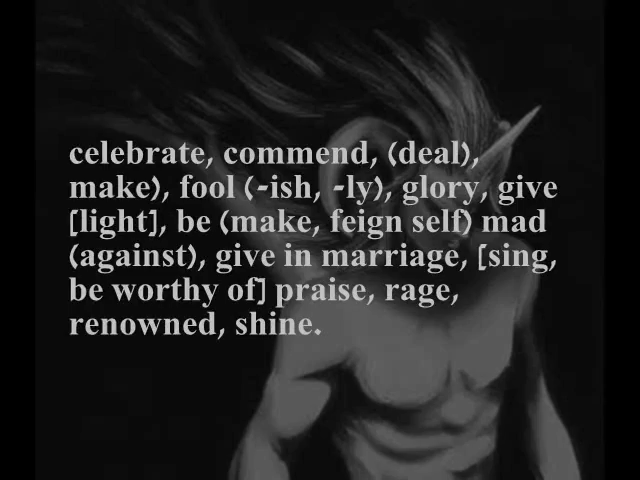 celebrate, commend, (deal),
make), fool (-ish, -ly), glory, give
[light], be (make, feign self) mad
(against), give in marriage, [sing,
be worthy of] praise, rage,
renowned, shine.